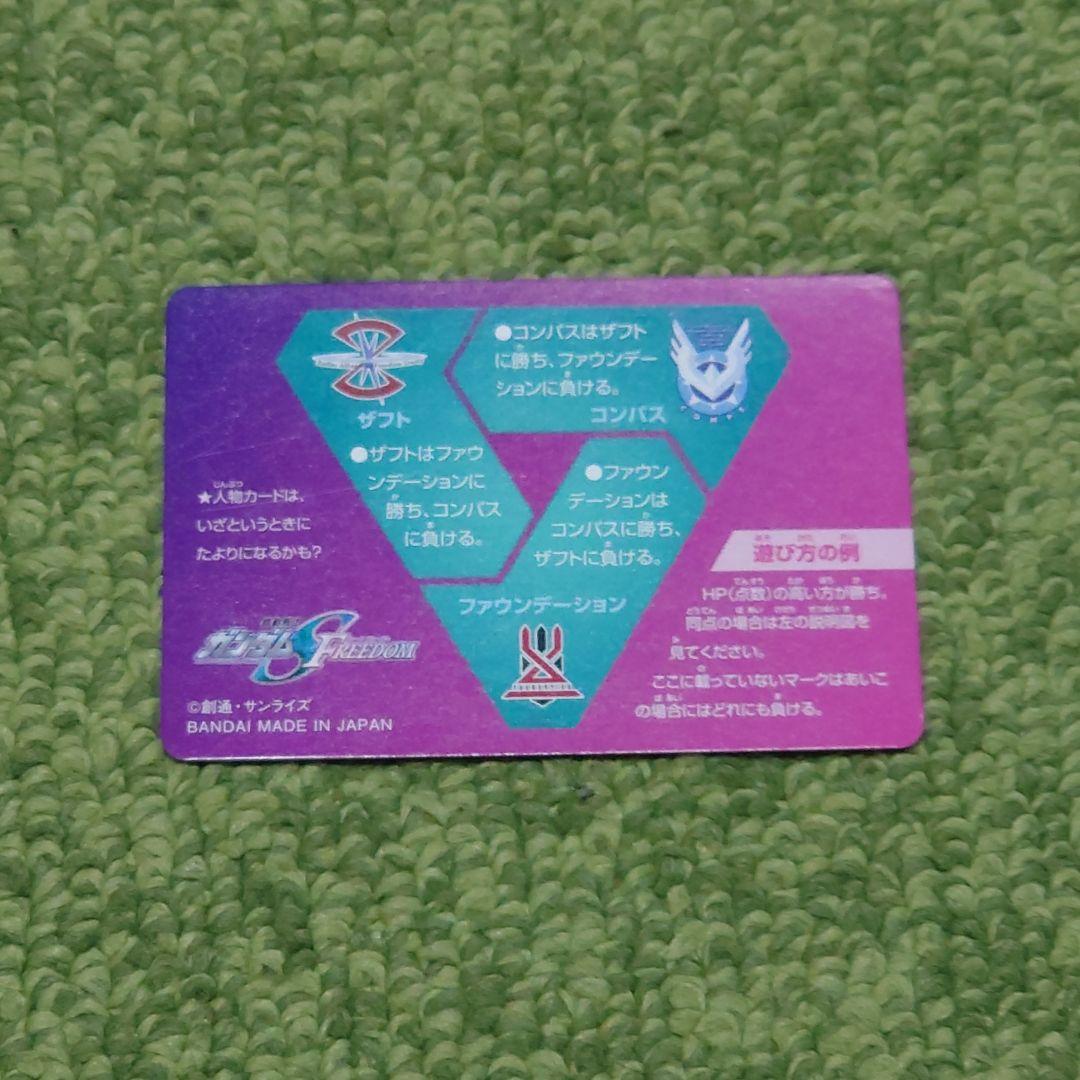 ザフト
●ザフトはファウ
ンデーションに
勝ち、コンパス
に負ける。
●コンパスはザフト
に勝ち、ファウンデー
ションに負ける。
コンパス
●ファウン
デーションは
コンパスに勝ち、
ザフトに負ける。
ファウンデーション
★人物カードは、
いざというときに
たよりになるかも?
ガンダムSEED FREEDOM
©創通・サンライズ
BANDAI MADE IN JAPAN
遊び方の例
HP(点数)の高い方が勝ち。
同点の場合は左の説明図を
見てください。
ここに載っていないマークはあいこ
の場合にはどれにも負ける。